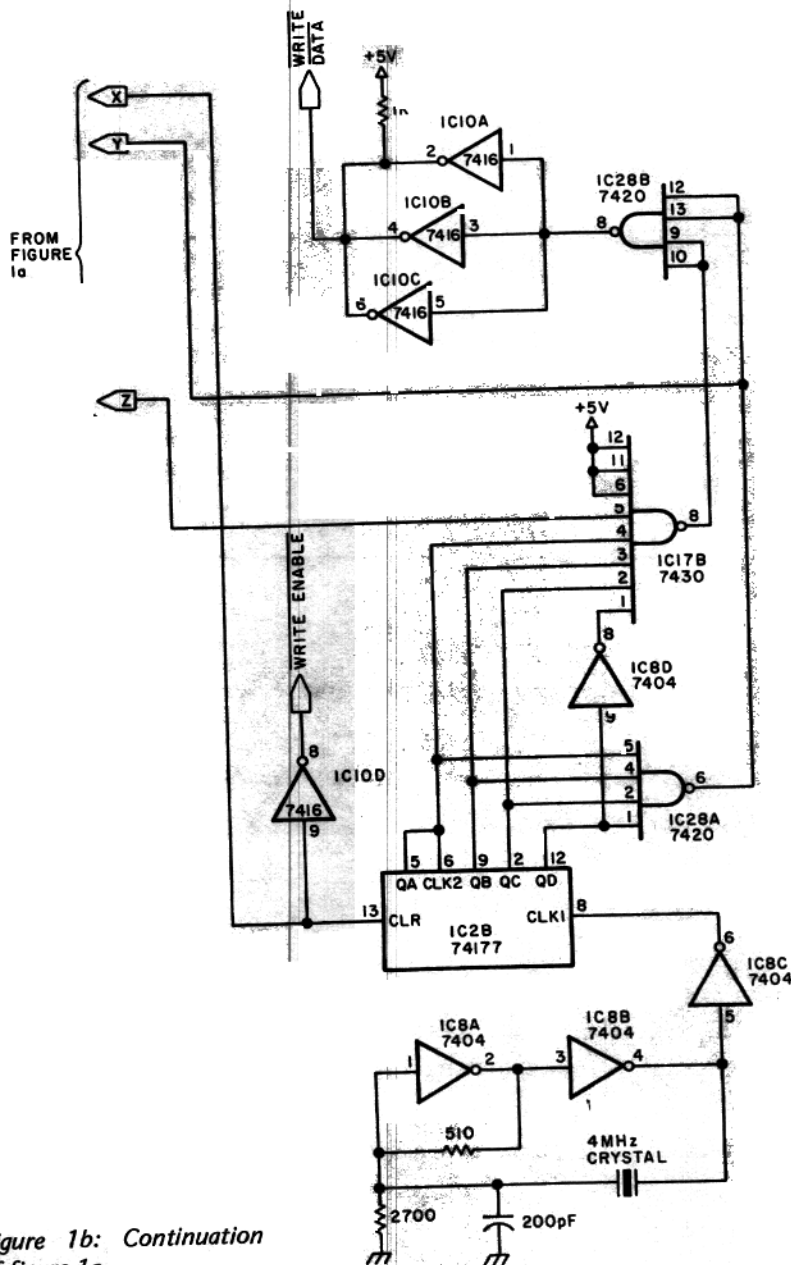 WRITE
DATA
+5V
X
Y
1K
IC10A
2
7416
1
IC10B
4
7416
3
IC10C
6
7416
5
IC28B
7420
8
12
13
9
10
FROM
FIGURE
1a
Z
+5V
12
11
6
5
4
3
2
1
8
IC17B
7430
8
IC8D
7404
9
WRITE ENABLE
8
IC10D
7416
9
5
4
2
1
6
IC28A
7420
5
6
9
2
12
QA
CLK2
QB
QC
QD
13
CLR
IC2B
74177
CLK1
8
6
IC8C
7404
5
IC8A
7404
1
2
IC8B
7404
3
4
510
4MHz
CRYSTAL
2700
200pF
igure 1b: Continuation